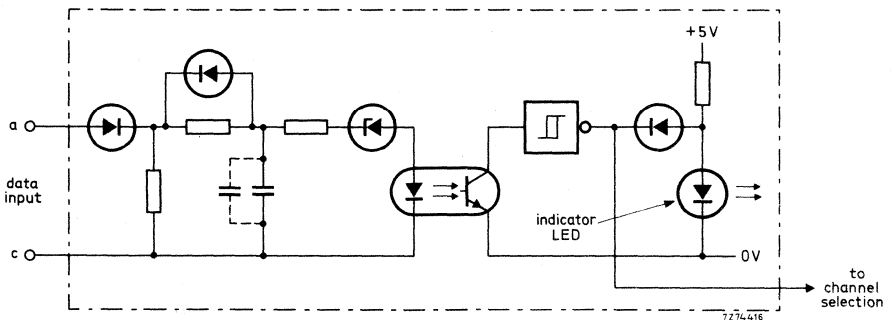 +5V
a
data
input
c
indicator
LED
0V
to
channel
selection
7Z74416